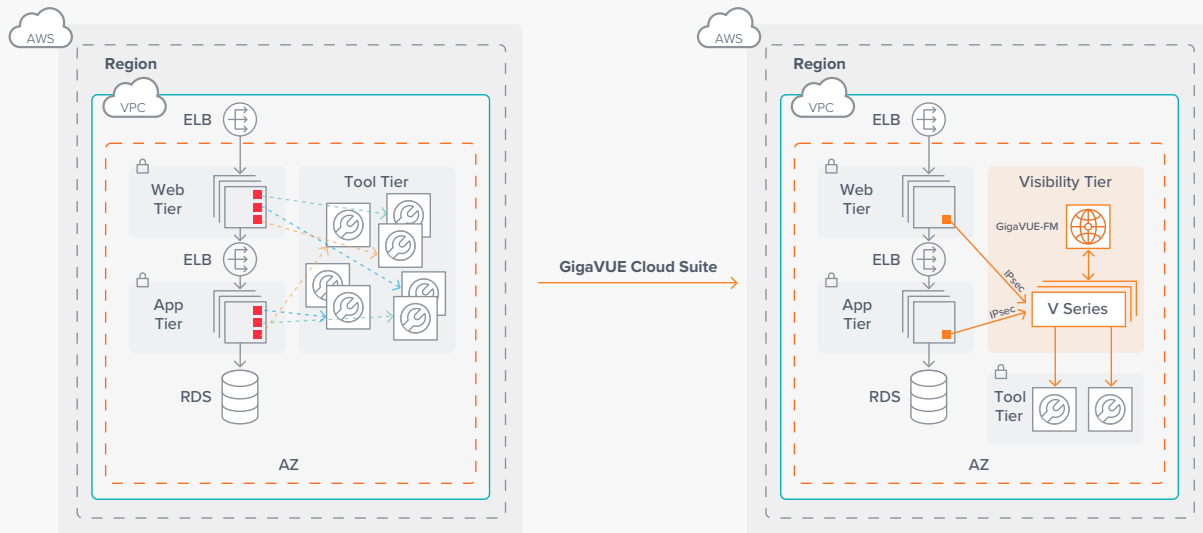 AWS
Region
VPC
ELB
Web
Tier
Tool Tier
ELB
App
Tier
RDS
AZ
GigaVUE Cloud Suite
AWS
Region
VPC
ELB
Web
Tier
Visibility Tier
GigaVUE-FM
ELB
IPsec
App
Tier
IPsec
V Series
RDS
Tool
Tier
AZ